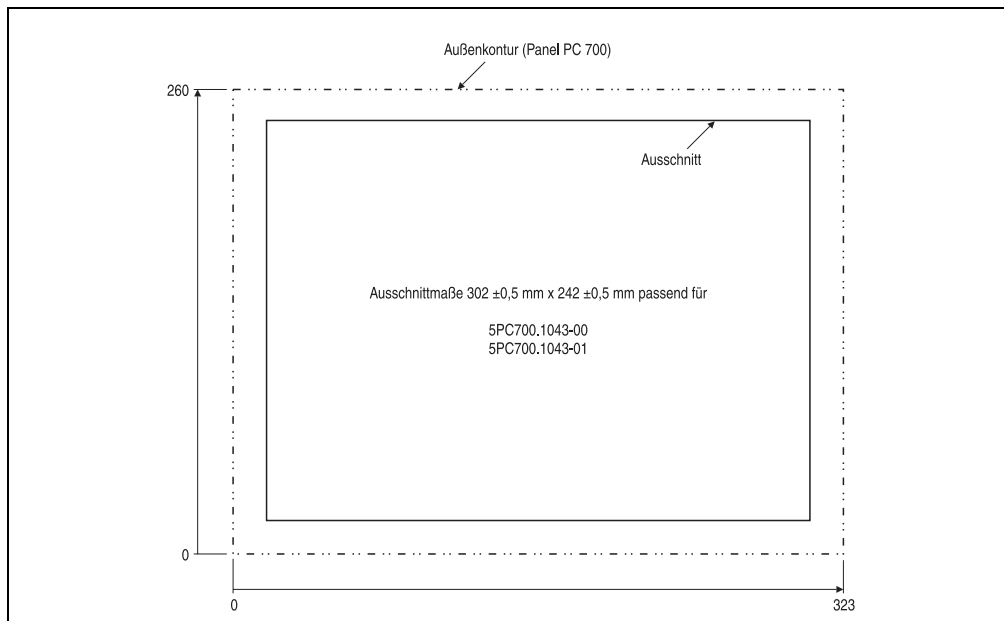 Außenkontur (Panel PC 700)
260
Ausschnitt
Ausschnittmaße 302 ±0,5 mm x 242 ±0,5 mm passend für
5PC700.1043-00
5PC700.1043-01
0
0
323